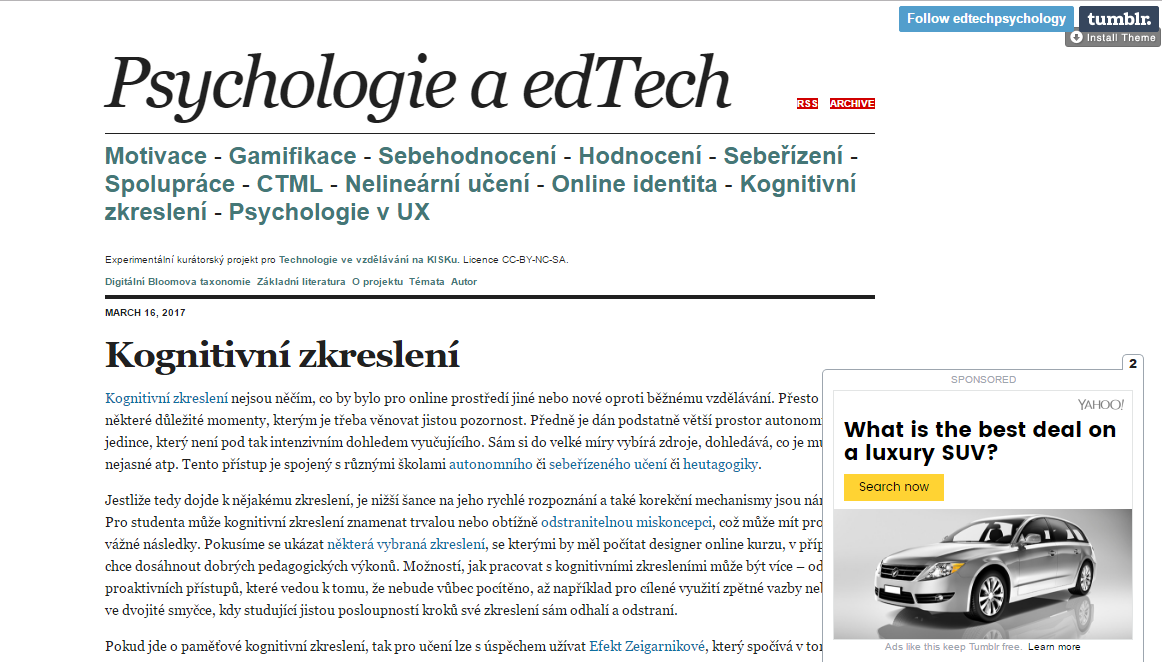 Follow edtechpsychology
tumblr.
Install Theme
Psychologie a edTech
RSS ARCHIVE
Motivace - Gamifikace - Sebehodnocení - Hodnocení - Sebeřízení -
Spolupráce - CTML - Nelineární učení - Online identita - Kognitivní
zkreslení - Psychologie v UX
Experimentální kurátorský projekt pro Technologie ve vzdělávání na KISKu. Licence CC-BY-NC-SA.
Digitální Bloomova taxonomie Základní literatura O projektu Témata Autor
MARCH 16, 2017
Kognitivní zkreslení
Kognitivní zkreslení nejsou něčím, co by bylo pro online prostředí jiné nebo nové oproti běžnému vzdělávání. Přesto
některé důležité momenty, kterým je třeba věnovat jistou pozornost. Předně je dán podstatně větší prostor
jedince, který není pod tak intenzivním dohledem vyučujícího. Sám si do velké míry vybírá zdroje, dohledává, co je
nejasné atp. Tento přístup je spojený s různými školami autonomního či sebeřízeného učení či heutagogiky.
Jestliže tedy dojde k nějakému zkreslení, je nižší šance na jeho rychlé rozpoznání a také korekční mechanismy jsou
Pro studenta může kognitivní zkreslení znamenat trvalou nebo obtížně odstranitelnou miskoncepci, což může mít
vážné následky. Pokusíme se ukázat některá vybraná zkreslení, se kterými by měl počítat designer online kurzu, v
chce dosáhnout dobrých pedagogických výkonů. Možností, jak pracovat s kognitivními zkresleními může být více –
proaktivních přístupů, které vedou k tomu, že nebude vůbec pocítěno, až například pro cílené využití zpětné vazby
ve dvojité smyčce, kdy studující jistou posloupností kroků své zkreslení sám odhalí a odstraní.
Pokud jde o paměťové kognitivní zkreslení, tak pro učení lze s úspěchem užívat Efekt Zeigarnikové, který spočívá v
2
SPONSORED
YAHOO!
What is the best deal on
a luxury SUV?
Search now
Ads like this keep Tumblr free. Learn more